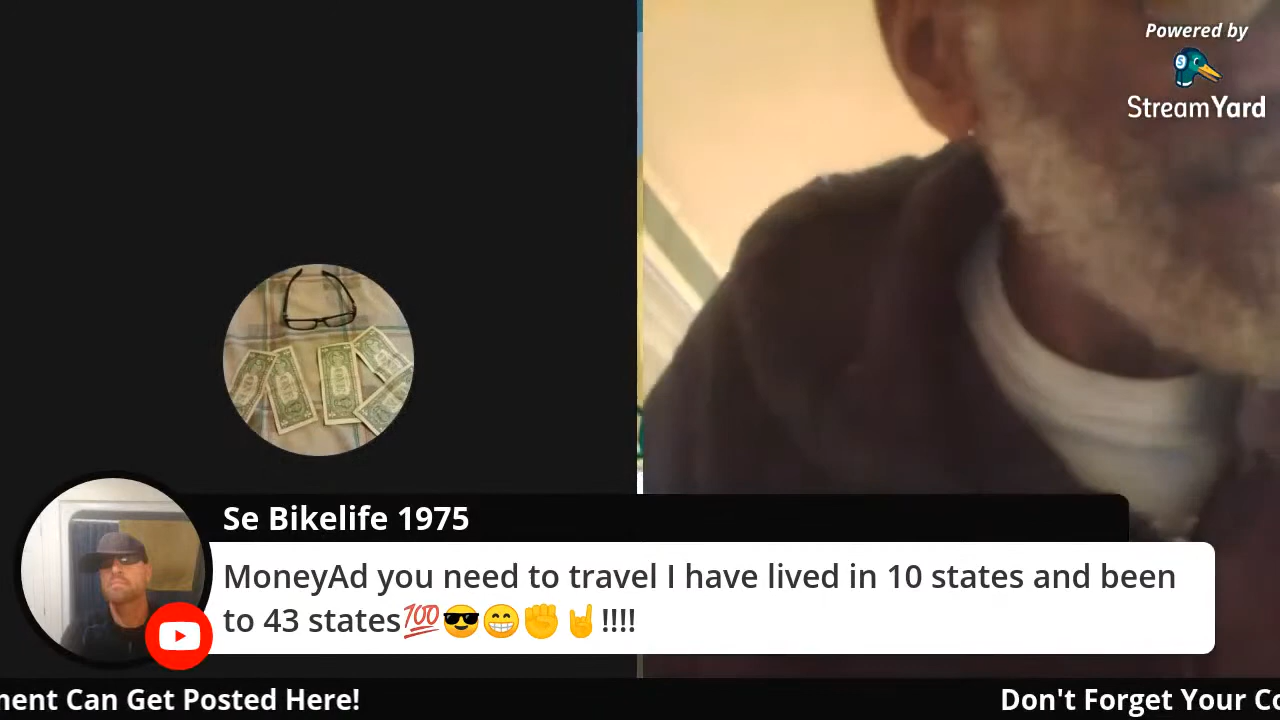 Powered by
StreamYard
Se Bikelife 1975
MoneyAd you need to travel I have lived in 10 states and been
to 43 states💯😎😁✊🤘!!!!
ment Can Get Posted Here!
Don't Forget Your Co